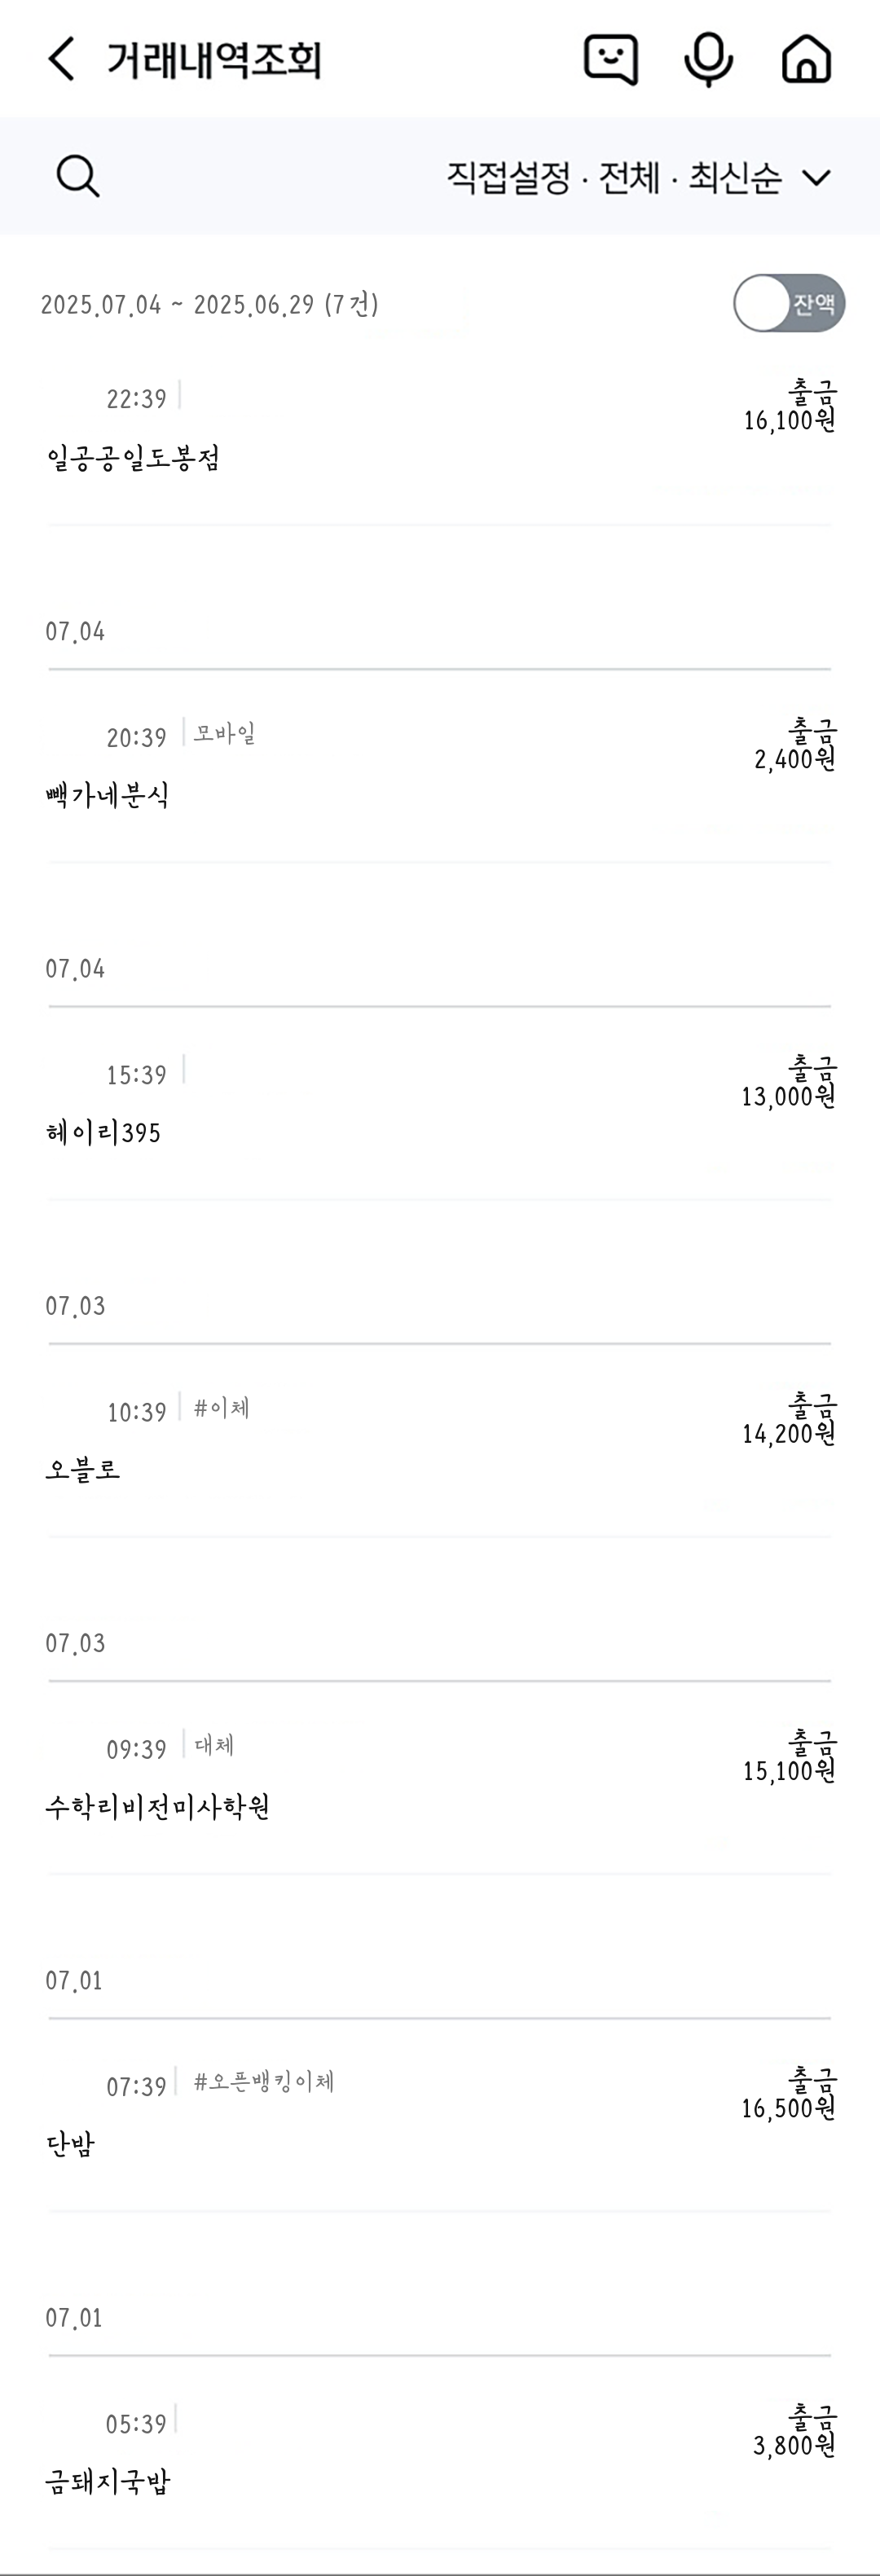 거래내역조회
직접설정 · 전체 · 최신순
2025.07.04 ~ 2025.06.29 (7건)
잔액
22:39
출금
16,100원
일공공일도봉점
07.04
20:39 모바일
출금
2,400원
빽가네분식
07.04
15:39
출금
13,000원
헤이리395
07.03
10:39 #이체
출금
14,200원
오블로
07.03
09:39 대체
출금
15,100원
수학리비전미사학원
07.01
07:39 #오픈뱅킹이체
출금
16,500원
단밤
07.01
05:39
출금
3,800원
금돼지국밥